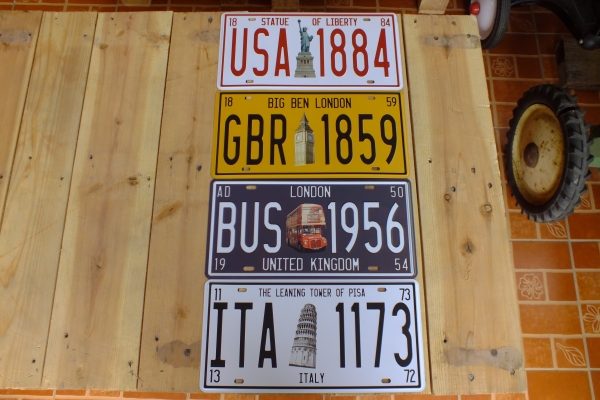 18 STATUE OF LIBERTY 84
USA 1884
18 BIG BEN LONDON 59
GBR 1859
AD LONDON 50
BUS 1956
19 UNITED KINGDOM 54
11 THE LEANING TOWER OF PISA 73
ITA 1173
13 ITALY 72